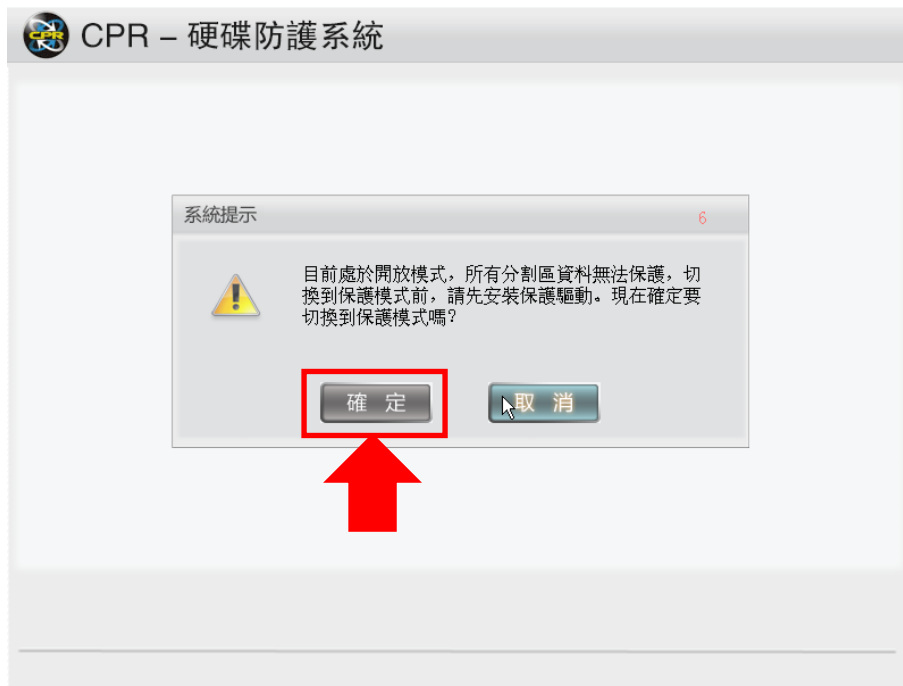 CPR
CPR – 硬碟防護系統
系統提示
6
目前處於開放模式，所有分割區資料無法保護，切
換到保護模式前，請先安裝保護驅動。現在確定要
切換到保護模式嗎？
確 定
取 消